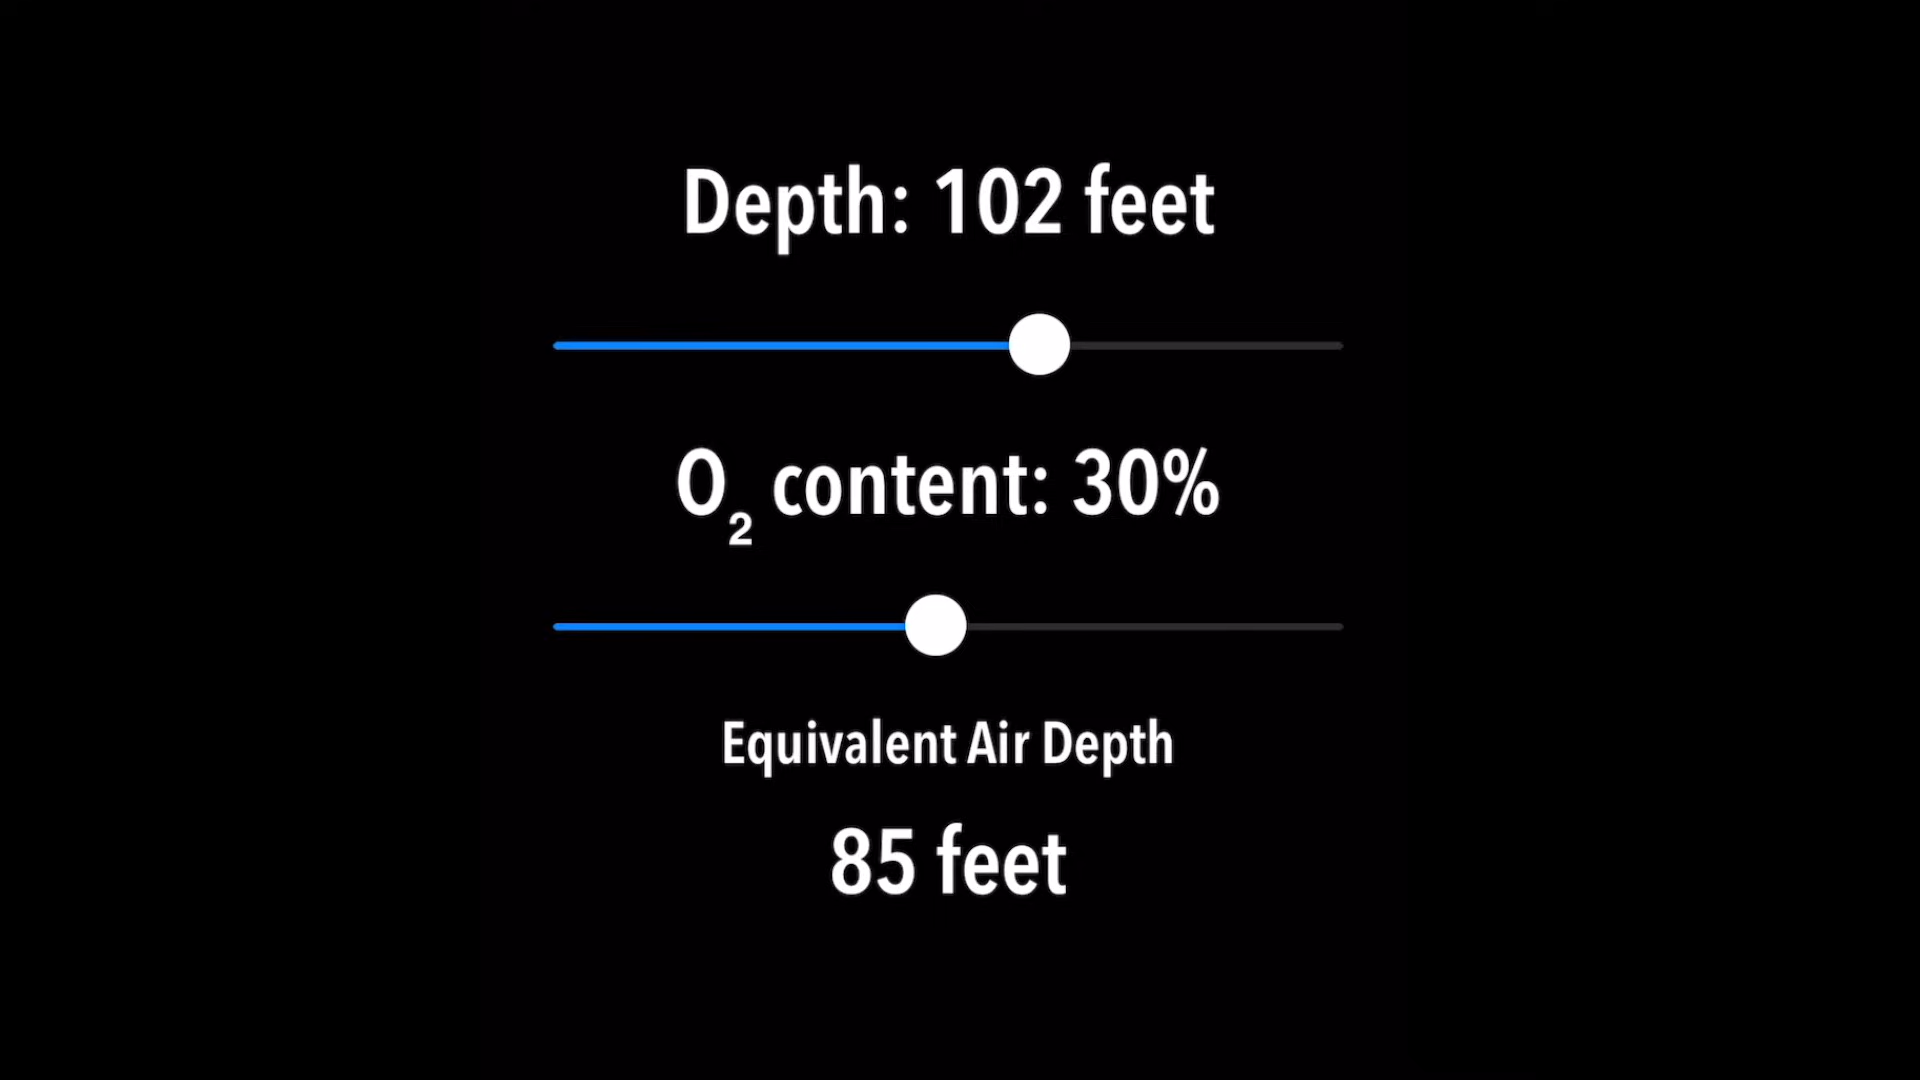 Depth: 102 feet
O₂ content: 30%
Equivalent Air Depth
85 feet